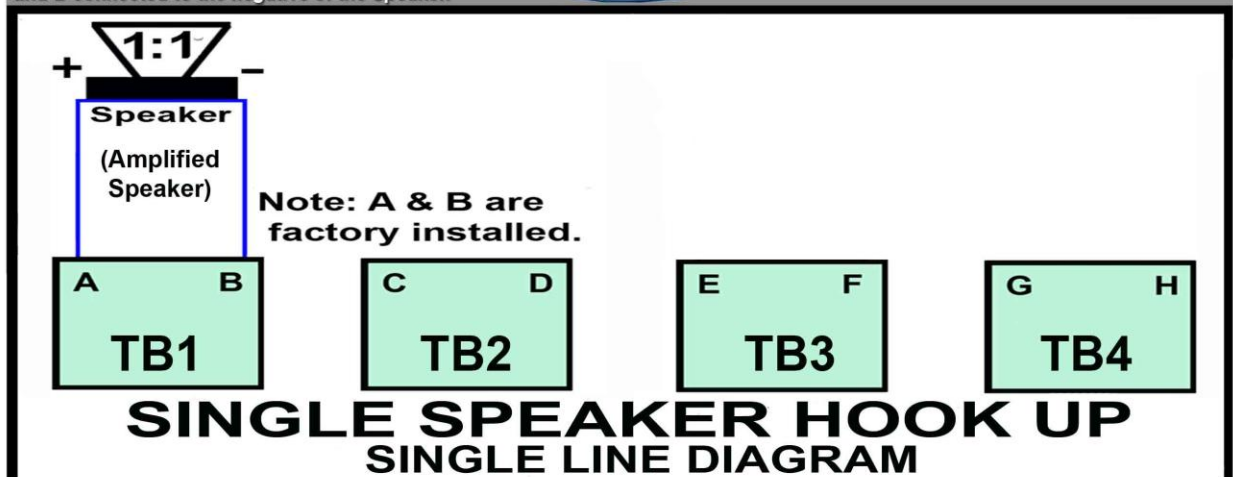 1:1
+ –
Speaker
(Amplified
Speaker)
Note: A & B are
factory installed.
A B C D E F G H
TB1 TB2 TB3 TB4
SINGLE SPEAKER HOOK UP
SINGLE LINE DIAGRAM